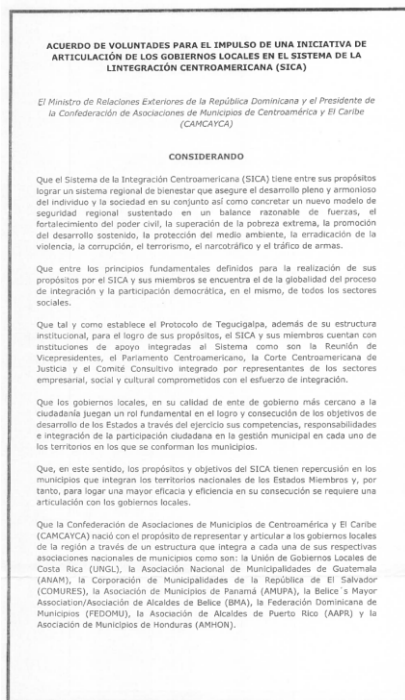 ACUERDO DE VOLUNTADES PARA EL IMPULSO DE UNA INICIATIVA DE
ARTICULACIÓN DE LOS GOBIERNOS LOCALES EN EL SISTEMA DE LA
LINTEGRACIÓN CENTROAMERICANA (SICA)
El Ministro de Relaciones Exteriores de la República Dominicana y el Presidente de
la Confederación de Asociaciones de Municipios de Centroamérica y El Caribe
(CAMCAYCA)
CONSIDERANDO
Que el Sistema de la Integración Centroamericana (SICA) tiene entre sus propósitos
lograr un sistema regional de bienestar que asegure el desarrollo pleno y armonioso
del individuo y la sociedad en su conjunto así como concretar un nuevo modelo de
seguridad regional sustentado en un balance razonable de fuerzas, el
fortalecimiento del poder civil, la superación de la pobreza extrema, la promoción
del desarrollo sostenido, la protección del medio ambiente, la erradicación de la
violencia, la corrupción, el terrorismo, el narcotráfico y el tráfico de armas.
Que entre los principios fundamentales definidos para la realización de sus
propósitos por el SICA y sus miembros se encuentra el de la globalidad del proceso
de integración y la participación democrática, en el mismo, de todos los sectores
sociales.
Que tal y como establece el Protocolo de Tegucigalpa, además de su estructura
institucional, para el logro de sus propósitos, el SICA y sus miembros cuentan con
instituciones de apoyo integradas al Sistema como son la Reunión de
Vicepresidentes, el Parlamento Centroamericano, la Corte Centroamericana de
Justicia y el Comité Consultivo integrado por representantes de los sectores
empresarial, social y cultural comprometidos con el esfuerzo de integración.
Que los gobiernos locales, en su calidad de ente de gobierno más cercano a la
ciudadanía juegan un rol fundamental en el logro y consecución de los objetivos de
desarrollo de los Estados a través del ejercicio sus competencias, responsabilidades
e integración de la participación ciudadana en la gestión municipal en cada uno de
los territorios en los que se conforman los municipios.
Que, en este sentido, los propósitos y objetivos del SICA tienen repercusión en los
municipios que integran los territorios nacionales de los Estados Miembros y, por
tanto, para logar una mayor eficacia y eficiencia en su consecución se requiere una
articulación con los gobiernos locales.
Que la Confederación de Asociaciones de Municipios de Centroamérica y El Caribe
(CAMCAYCA) nació con el propósito de representar y articular a los gobiernos locales
de la región a través de un estructura que integra a cada una de sus respectivas
asociaciones nacionales de municipios como son: la Unión de Gobiernos Locales de
Costa Rica (UNGL), la Asociación Nacional de Municipalidades de Guatemala
(ANAM), la Corporación de Municipalidades de la República de El Salvador
(COMURES), la Asociación de Municipios de Panamá (AMUPA), la Belice´s Mayor
Association/Asociación de Alcaldes de Belice (BMA), la Federación Dominicana de
Municipios (FEDOMU), la Asociación de Alcaldes de Puerto Rico (AAPR) y la
Asociación de Municipios de Honduras (AMHON).